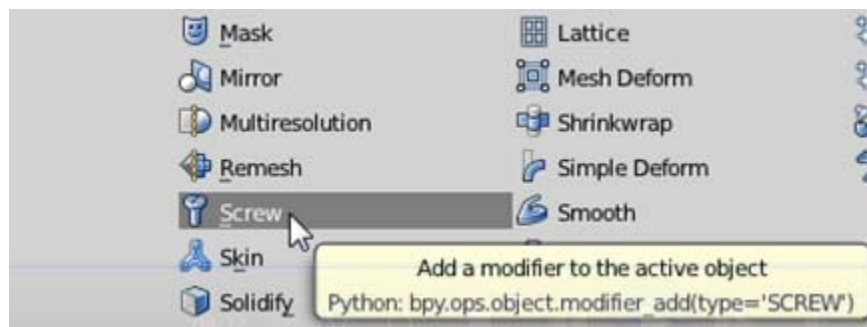 Mask
Lattice
Mirror
Mesh Deform
Multiresolution
Shrinkwrap
Remesh
Simple Deform
Screw
Smooth
Skin
Solidify
Add a modifier to the active object
Python: bpy.ops.object.modifier_add(type='SCREW')